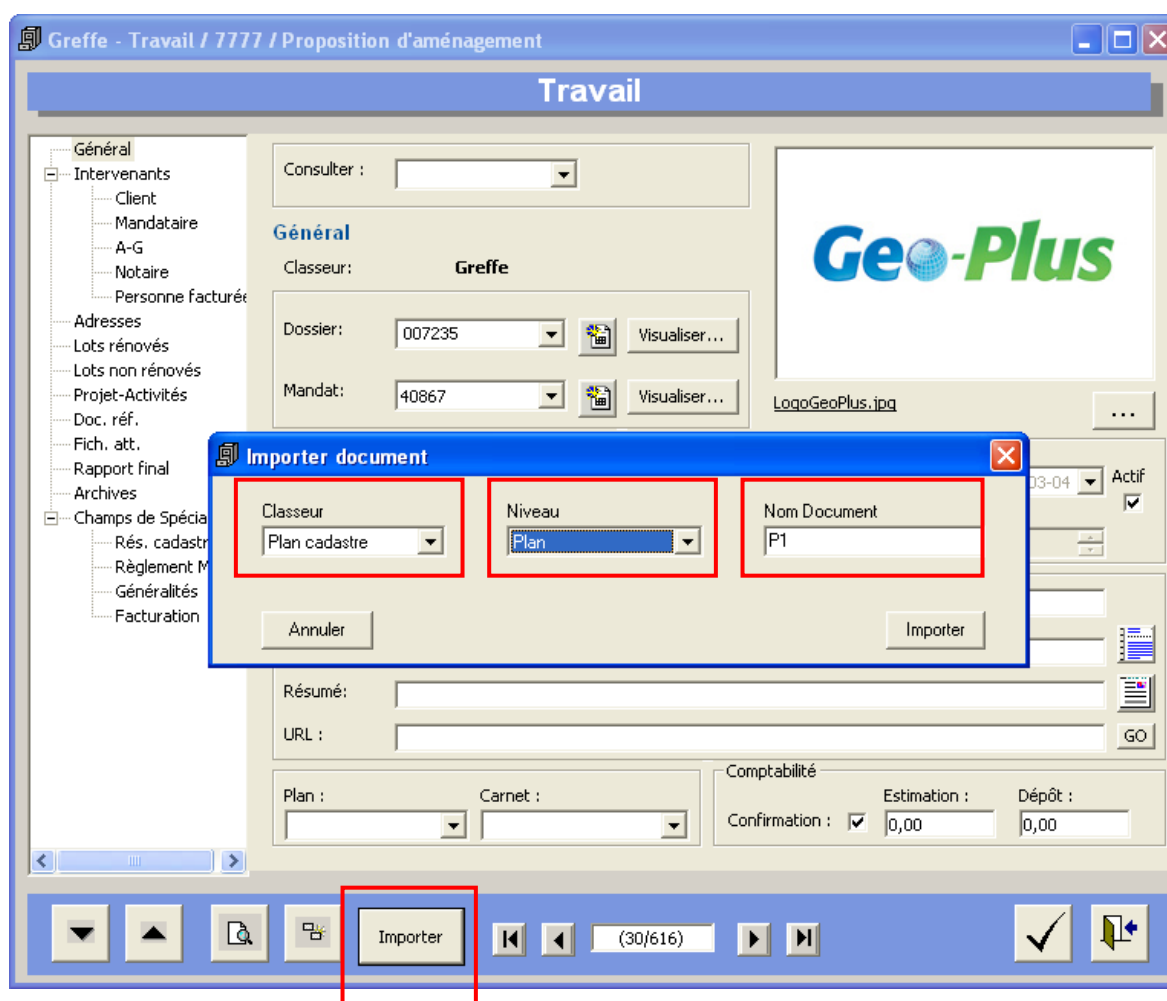 Greffe - Travail / 7777 / Proposition d'aménagement
Travail
Général
Intervenants
Client
Mandataire
A-G
Notaire
Personne facturée
Adresses
Lots rénovés
Lots non rénovés
Projet-Activités
Doc. réf.
Fich. att.
Rapport final
Archives
Champs de Spécia
Rés. cadastr
Règlement M
Généralités
Facturation
Consulter :
Général
Classeur: Greffe
Dossier: 007235 Visualiser...
Mandat: 40867 Visualiser...
Geo-Plus
LogoGeoPlus.jpg ...
03-04 Actif
Importer document
Classeur Niveau Nom Document
Plan cadastre Plan P1
Annuler Importer
Résumé:
URL : GO
Plan : Carnet :
Comptabilité
Estimation : Dépôt :
Confirmation : 0,00 0,00
Importer (30/616)